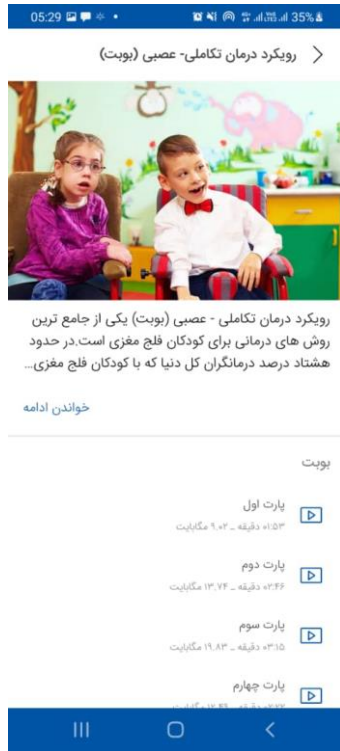 05:29
35%
رویکرد درمان تکاملی- عصبی (بوبت)
رویکرد درمان تکاملی - عصبی (بوبت) یکی از جامع ترین
روش های درمانی برای کودکان فلج مغزی است.در حدود
هشتاد درصد درمانگران کل دنیا که با کودکان فلج مغزی...
خواندن ادامه
بوبت
پارت اول
۰۱:۵۳ دقیقه _ ۹.۰۲ مگابایت
پارت دوم
۰۲:۴۶ دقیقه _ ۱۳.۷۴ مگابایت
پارت سوم
۰۳:۱۵ دقیقه _ ۱۹.۸۳ مگابایت
پارت چهارم